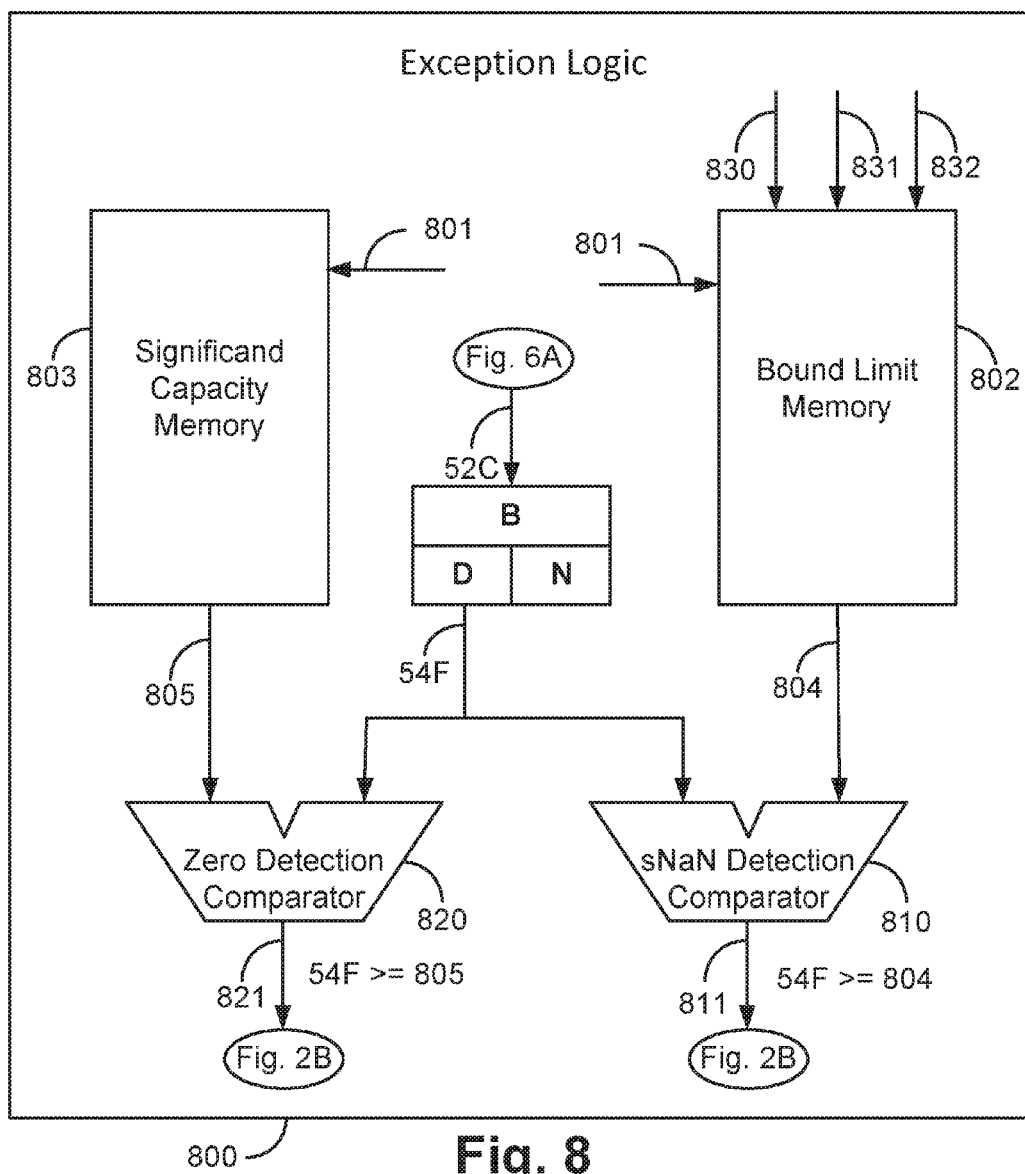 Exception Logic
830
831
832
801
801
803
Significand
Capacity
Memory
Fig. 6A
Bound Limit
Memory
802
52C
B
D
N
805
54F
804
Zero Detection
Comparator
820
sNaN Detection
Comparator
810
821
54F >= 805
811
54F >= 804
Fig. 2B
Fig. 2B
800
Fig. 8